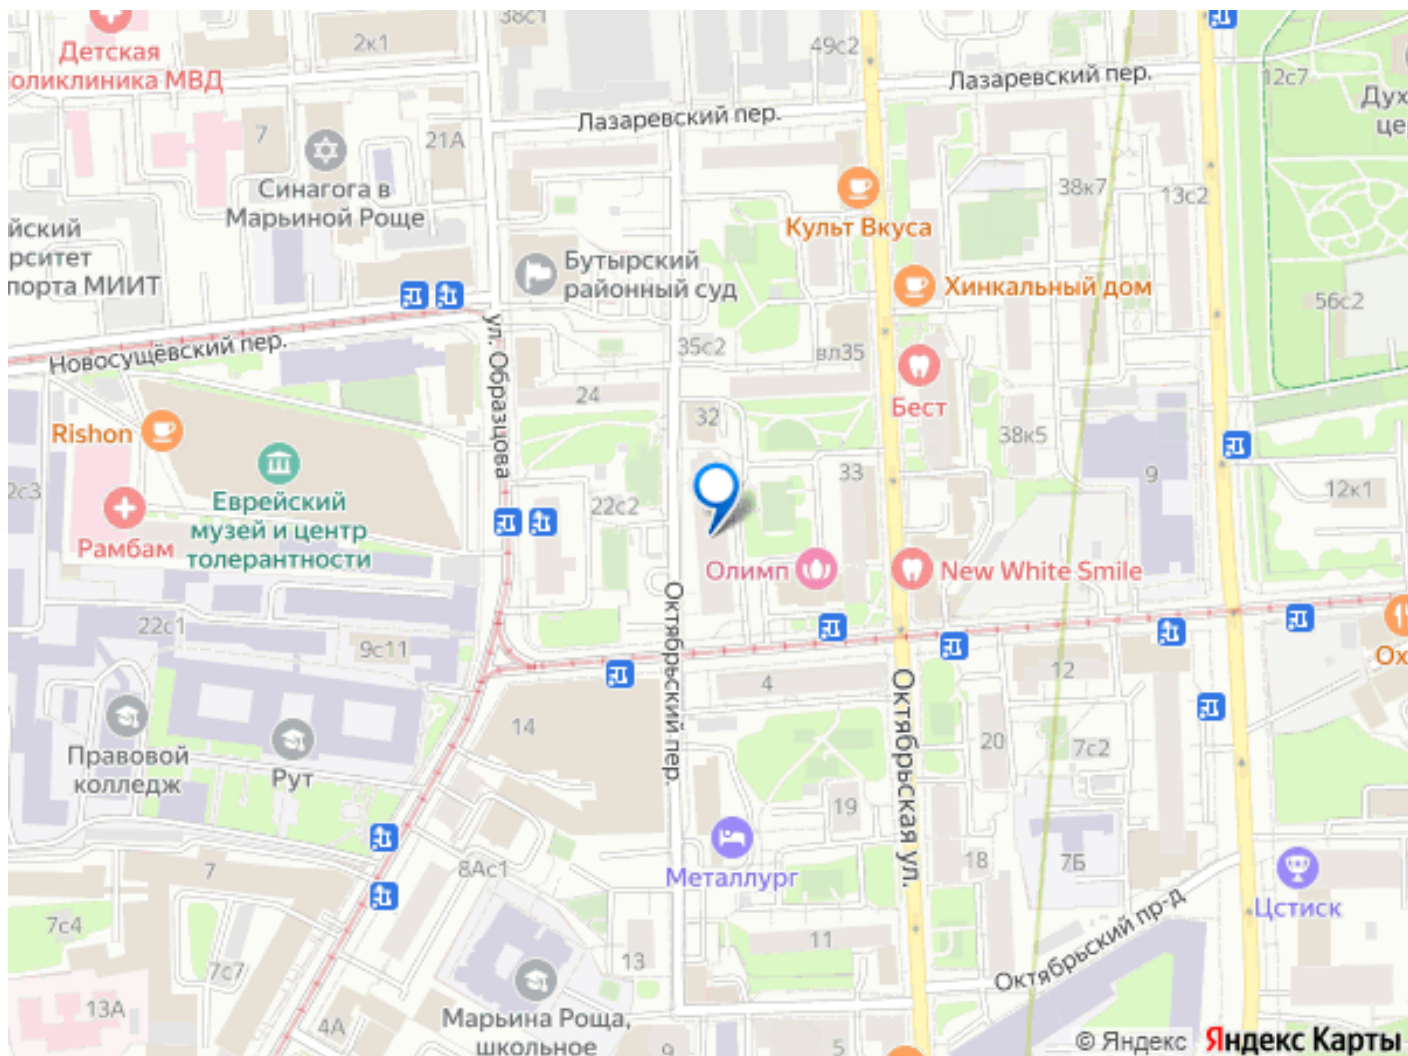 38с1
Детская
оликлиника МВД
2к1
49с2
Лазаревский пер.
12с7
Дух
це
Лазаревский пер.
7
21А
Синагога в
Марьиной Роще
38к7
13с2
Культ Вкуса
йский
рситет
порта МИИТ
Бутырский
районный суд
Хинкальный дом
56с2
Новосущёвский пер.
ул. Образцова
35с2
вл35
Бест
24
32
38к5
Rishon
33
9
2с3
Еврейский
музей и центр
толерантности
22с2
12к1
Рамбам
Олимп
New White Smile
Октябрьский пер.
22с1
9с11
Ох
4
12
Октябрьская ул.
14
20
7с2
Правовой
колледж
Рут
19
7
8Ас1
Металлург
18
7Б
Цстиск
7с4
11
Октябрьский пр-д
7с7
13
13А
4А
Марьина Роща,
школьное
9
5
© Яндекс Яндекс Карты